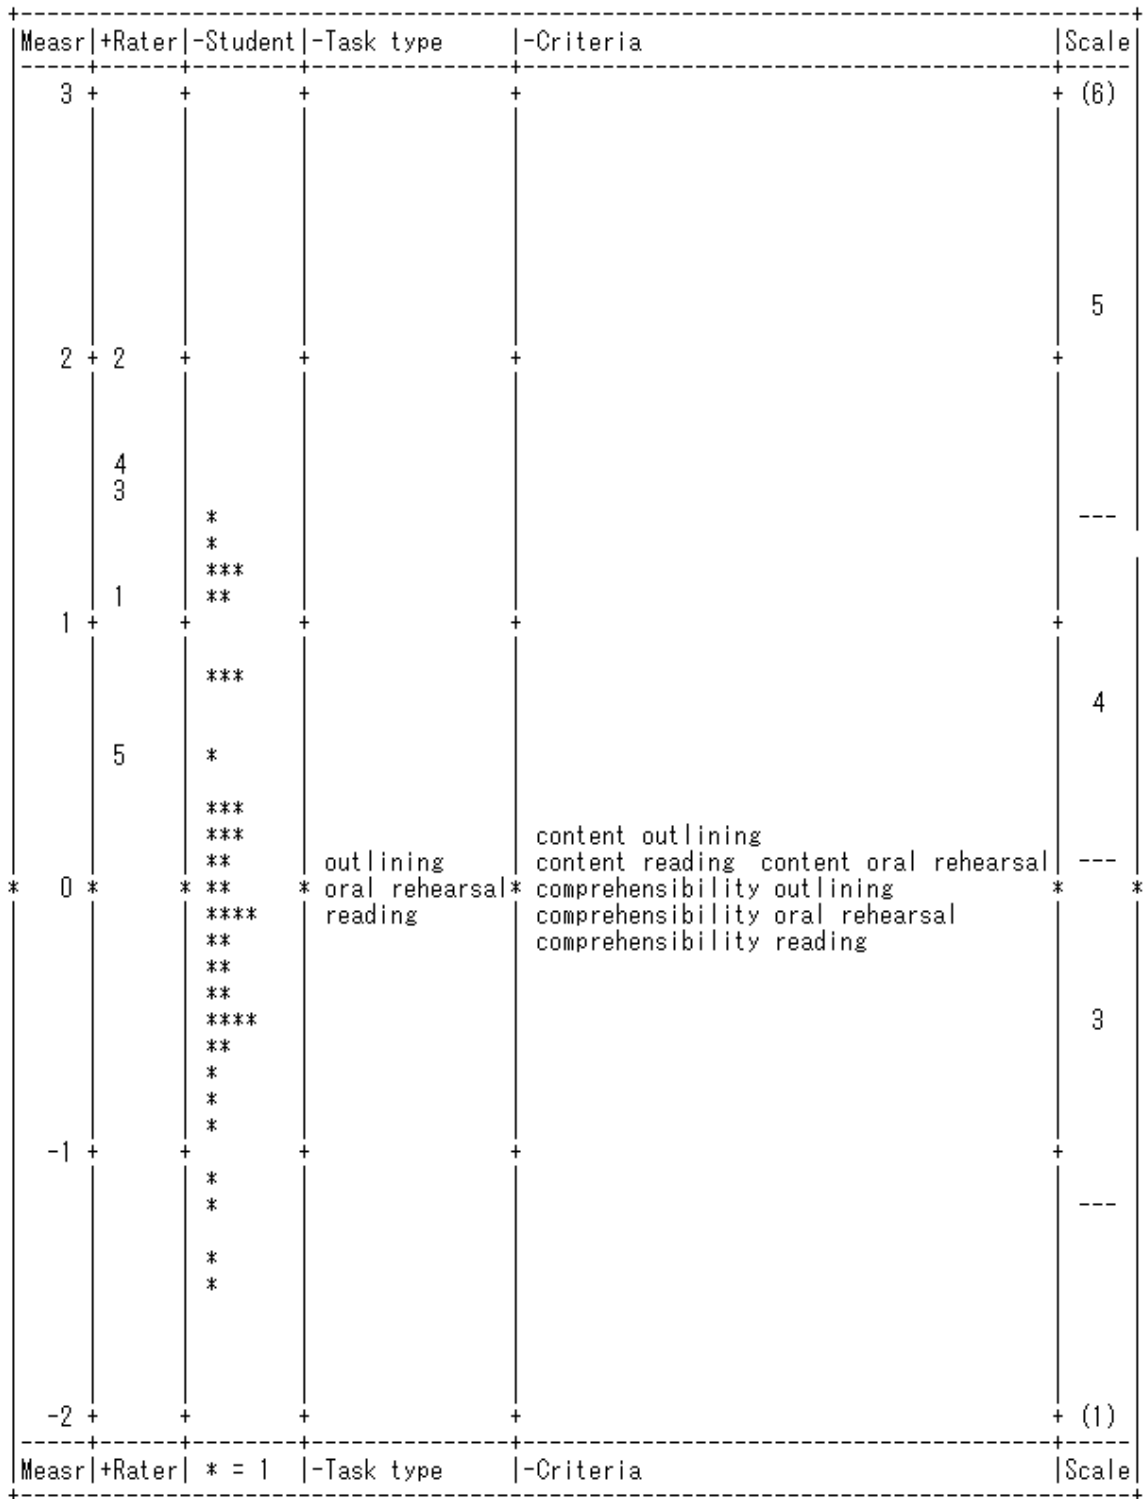 Measr|+Rater|-Student|-Task type |-Criteria |Scale
3 + + + + + (6)
5
2 + 2 + + + +
4
3
* ---
*
***
1 **
1 + + + + +
***
4
5 *
***
*** content outlining
** outlining content reading content oral rehearsal ---
* 0 * * ** * oral rehearsal* comprehensibility outlining * *
**** reading comprehensibility oral rehearsal
** comprehensibility reading
**
**
**** 3
**
*
*
*
-1 + + + + +
*
* ---
*
*
-2 + + + + + (1)
Measr|+Rater| * = 1 |-Task type |-Criteria |Scale